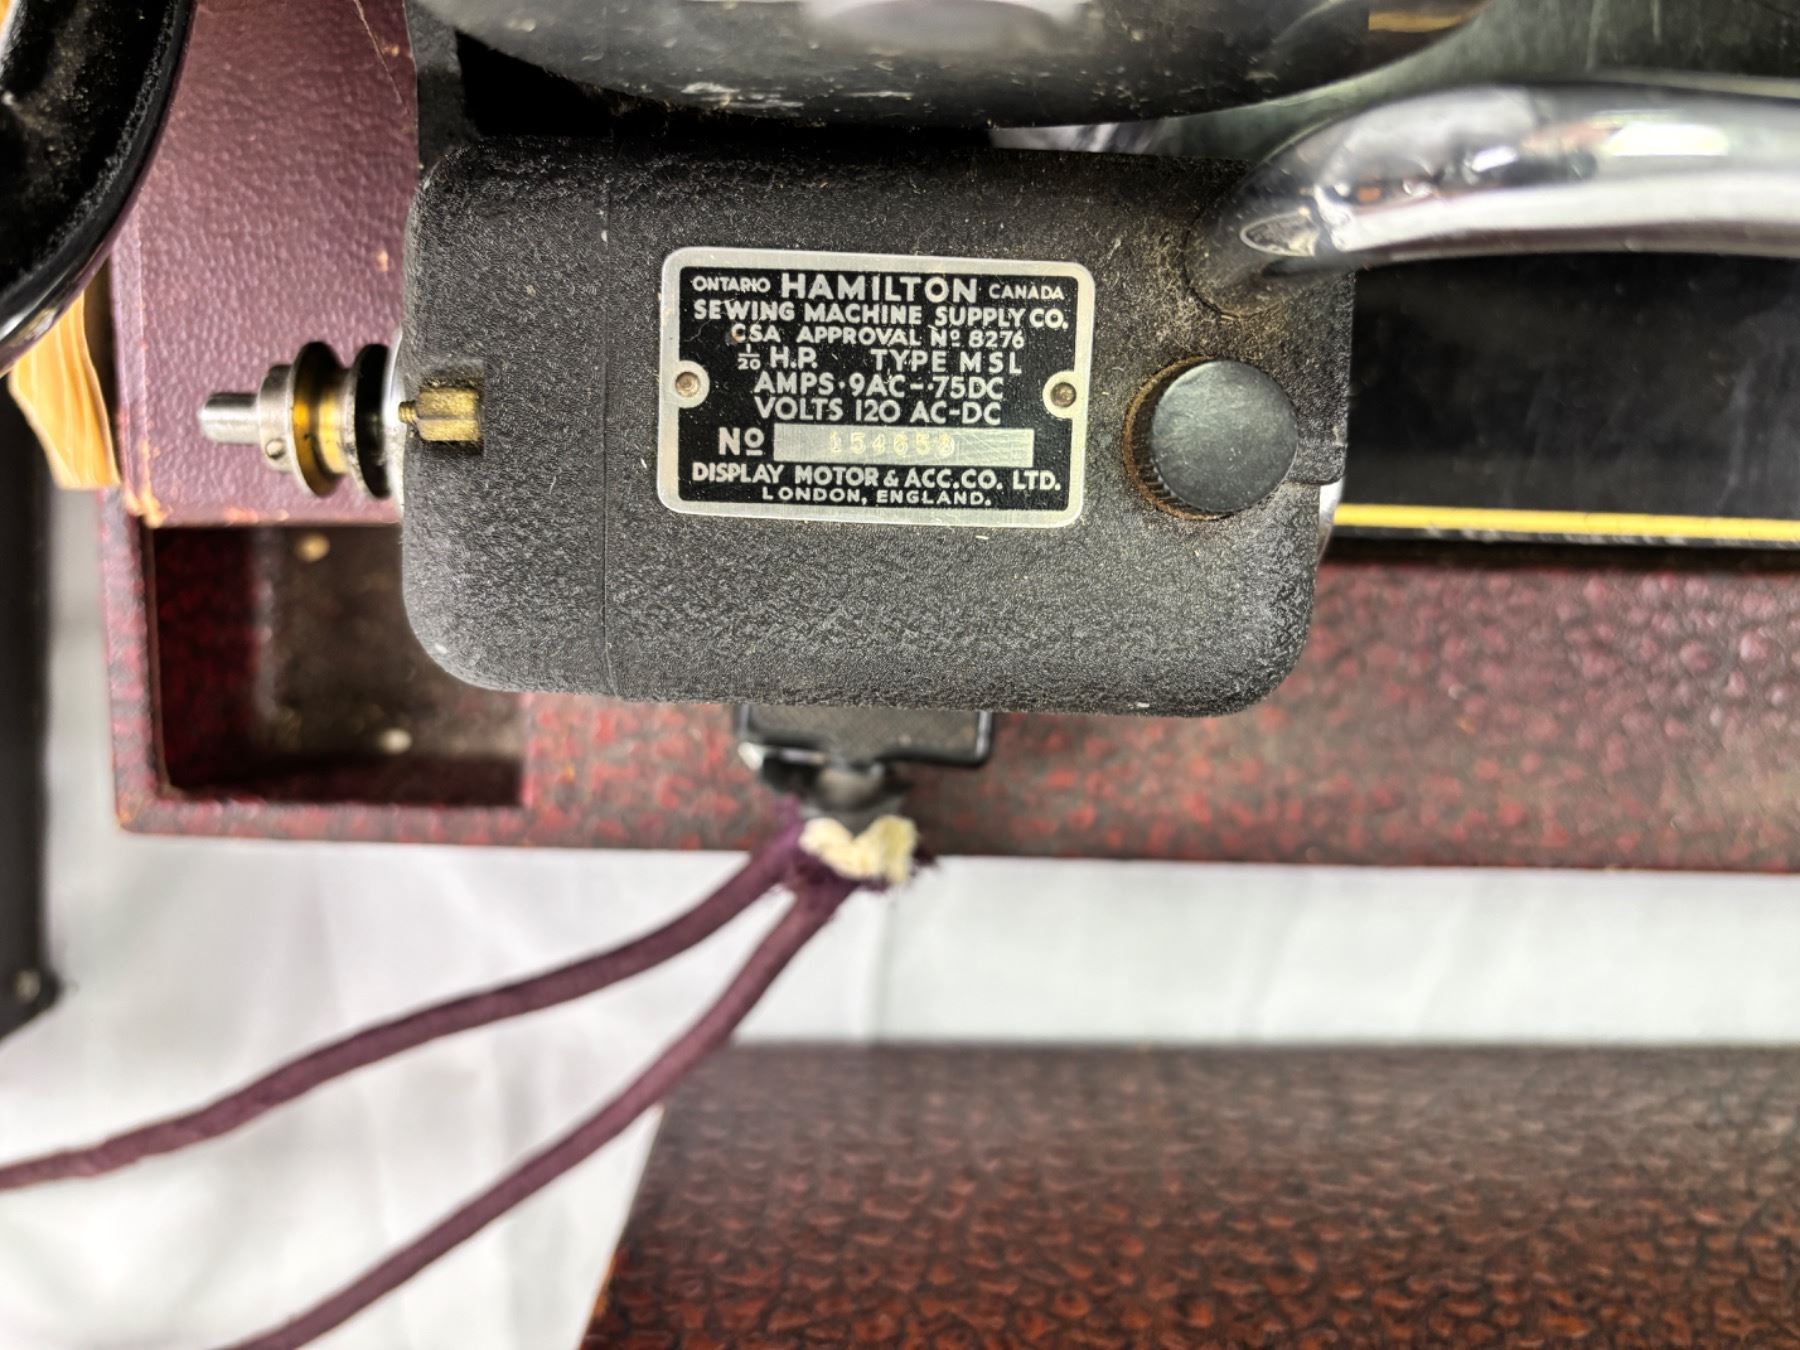 ONTARIO HAMILTON CANADA
SEWING MACHINE SUPPLY CO.
CSA APPROVAL Nº 8276
1/20 H.P. TYPE MSL
AMPS·9AC-·75DC
VOLTS 120 AC-DC
Nº
DISPLAY MOTOR & ACC.CO. LTD.
LONDON, ENGLAND.